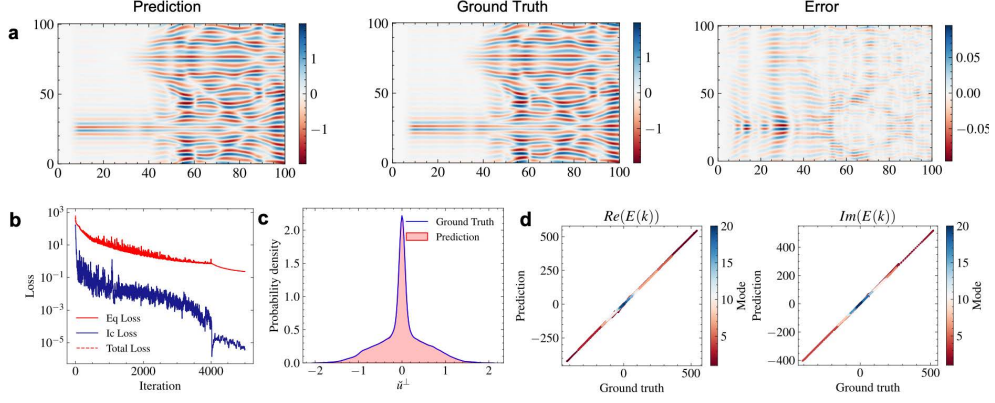 Prediction
Ground Truth
Error
a
100
50
0
0 20 40 60 80 100
1
0
−1
100
50
0
0 20 40 60 80 100
1
0
−1
100
50
0
0 20 40 60 80 100
0.05
0.00
−0.05
b
10³
10¹
10⁻¹
10⁻³
10⁻⁵
Loss
Eq Loss
Ic Loss
Total Loss
0 2000 4000
Iteration
c
Probability density
2.0
1.5
1.0
0.5
0.0
Ground Truth
Prediction
−2 −1 0 1 2
ŭ⊥
d
Re(E(k))
Prediction
500
250
0
−250
0 500
Ground truth
20
15
10
5
Mode
Im(E(k))
Prediction
400
200
0
−200
−400
0 500
Ground truth
20
15
10
5
Mode